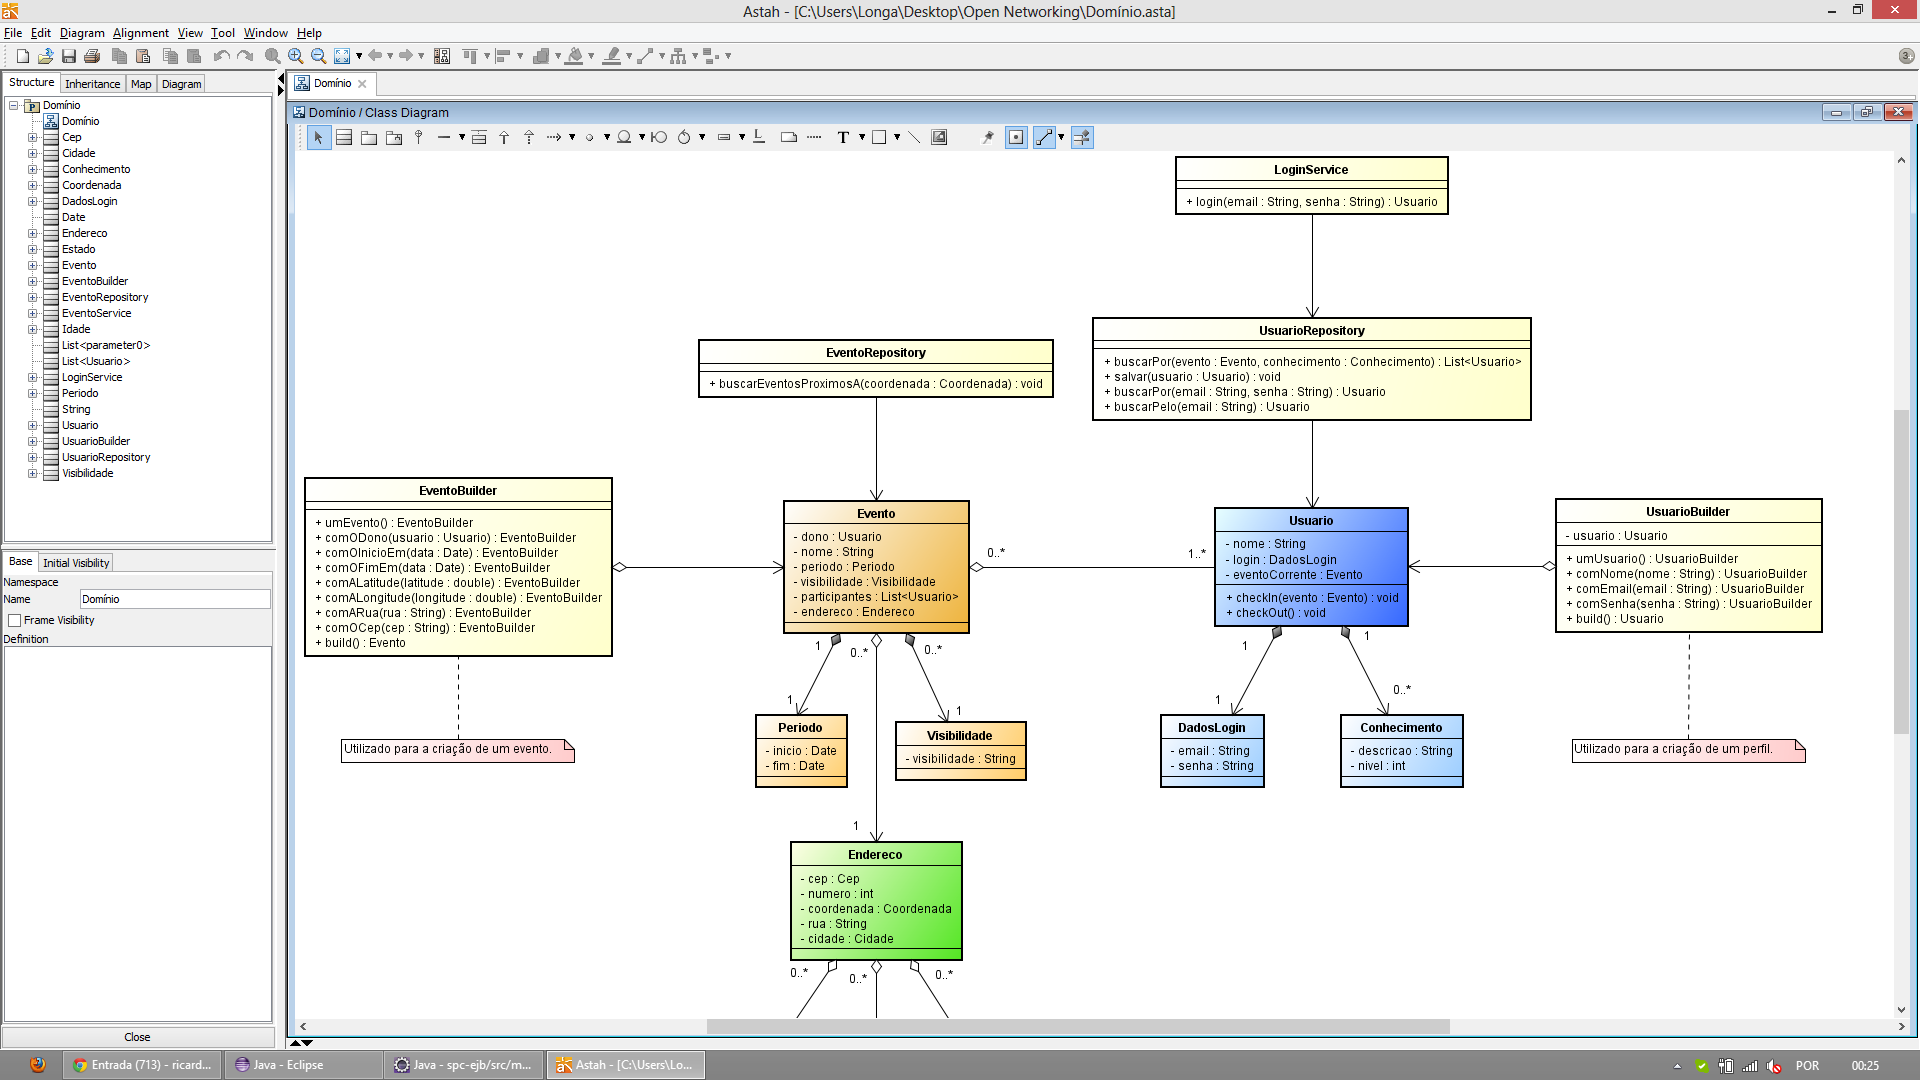 Astah - [C:\Users\Longa\Desktop\Open Networking\Domínio.asta]
File Edit Diagram Alignment View Tool Window Help
Structure Inheritance Map Diagram
Domínio
Domínio
Cep
Cidade
Conhecimento
Coordenada
DadosLogin
Date
Endereco
Estado
Evento
EventoBuilder
EventoRepository
EventoService
Idade
List<parameter0>
List<Usuario>
LoginService
Periodo
String
Usuario
UsuarioBuilder
UsuarioRepository
Visibilidade
Base Initial Visibility
Namespace
Name Domínio
Frame Visibility
Definition
Close
Domínio
Domínio / Class Diagram
T
LoginService
+ login(email : String, senha : String) : Usuario
UsuarioRepository
+ buscarPor(evento : Evento, conhecimento : Conhecimento) : List<Usuario>
+ salvar(usuario : Usuario) : void
+ buscarPor(email : String, senha : String) : Usuario
+ buscarPelo(email : String) : Usuario
EventoRepository
+ buscarEventosProximosA(coordenada : Coordenada) : void
EventoBuilder
+ umEvento() : EventoBuilder
+ comODono(usuario : Usuario) : EventoBuilder
+ comOInicioEm(data : Date) : EventoBuilder
+ comOFimEm(data : Date) : EventoBuilder
+ comALatitude(latitude : double) : EventoBuilder
+ comALongitude(longitude : double) : EventoBuilder
+ comARua(rua : String) : EventoBuilder
+ comOCep(cep : String) : EventoBuilder
+ build() : Evento
Utilizado para a criação de um evento.
Evento
- dono : Usuario
- nome : String
- periodo : Periodo
- visibilidade : Visibilidade
- participantes : List<Usuario>
- endereco : Endereco
0..*
1..*
Usuario
- nome : String
- login : DadosLogin
- eventoCorrente : Evento
+ checkIn(evento : Evento) : void
+ checkOut() : void
UsuarioBuilder
- usuario : Usuario
+ umUsuario() : UsuarioBuilder
+ comNome(nome : String) : UsuarioBuilder
+ comEmail(email : String) : UsuarioBuilder
+ comSenha(senha : String) : UsuarioBuilder
+ build() : Usuario
Utilizado para a criação de um perfil.
1
0..*
0..*
1
1
1
1
0..*
1
1
Periodo
- inicio : Date
- fim : Date
Visibilidade
- visibilidade : String
DadosLogin
- email : String
- senha : String
Conhecimento
- descricao : String
- nivel : int
1
Endereco
- cep : Cep
- numero : int
- coordenada : Coordenada
- rua : String
- cidade : Cidade
0..*
0..*
0..*
Entrada (713) - ricard...
Java - Eclipse
Java - spc-ejb/src/m...
Astah - [C:\Users\Lo...
POR
00:25